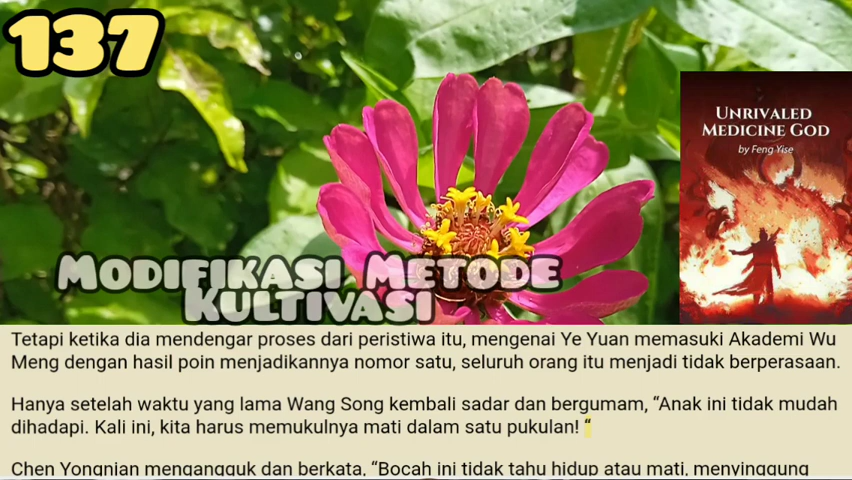 137
UNRIVALED
MEDICINE GOD
by Feng Yise
MODIFIKASI METODE
KULTIVASI
Tetapi ketika dia mendengar proses dari peristiwa itu, mengenai Ye Yuan memasuki Akademi Wu
Meng dengan hasil poin menjadikannya nomor satu, seluruh orang itu menjadi tidak berperasaan.
Hanya setelah waktu yang lama Wang Song kembali sadar dan bergumam, “Anak ini tidak mudah
dihadapi. Kali ini, kita harus memukulnya mati dalam satu pukulan! “
Chen Yongnian mengangguk dan berkata, “Bocah ini tidak tahu hidup atau mati, menyinggung